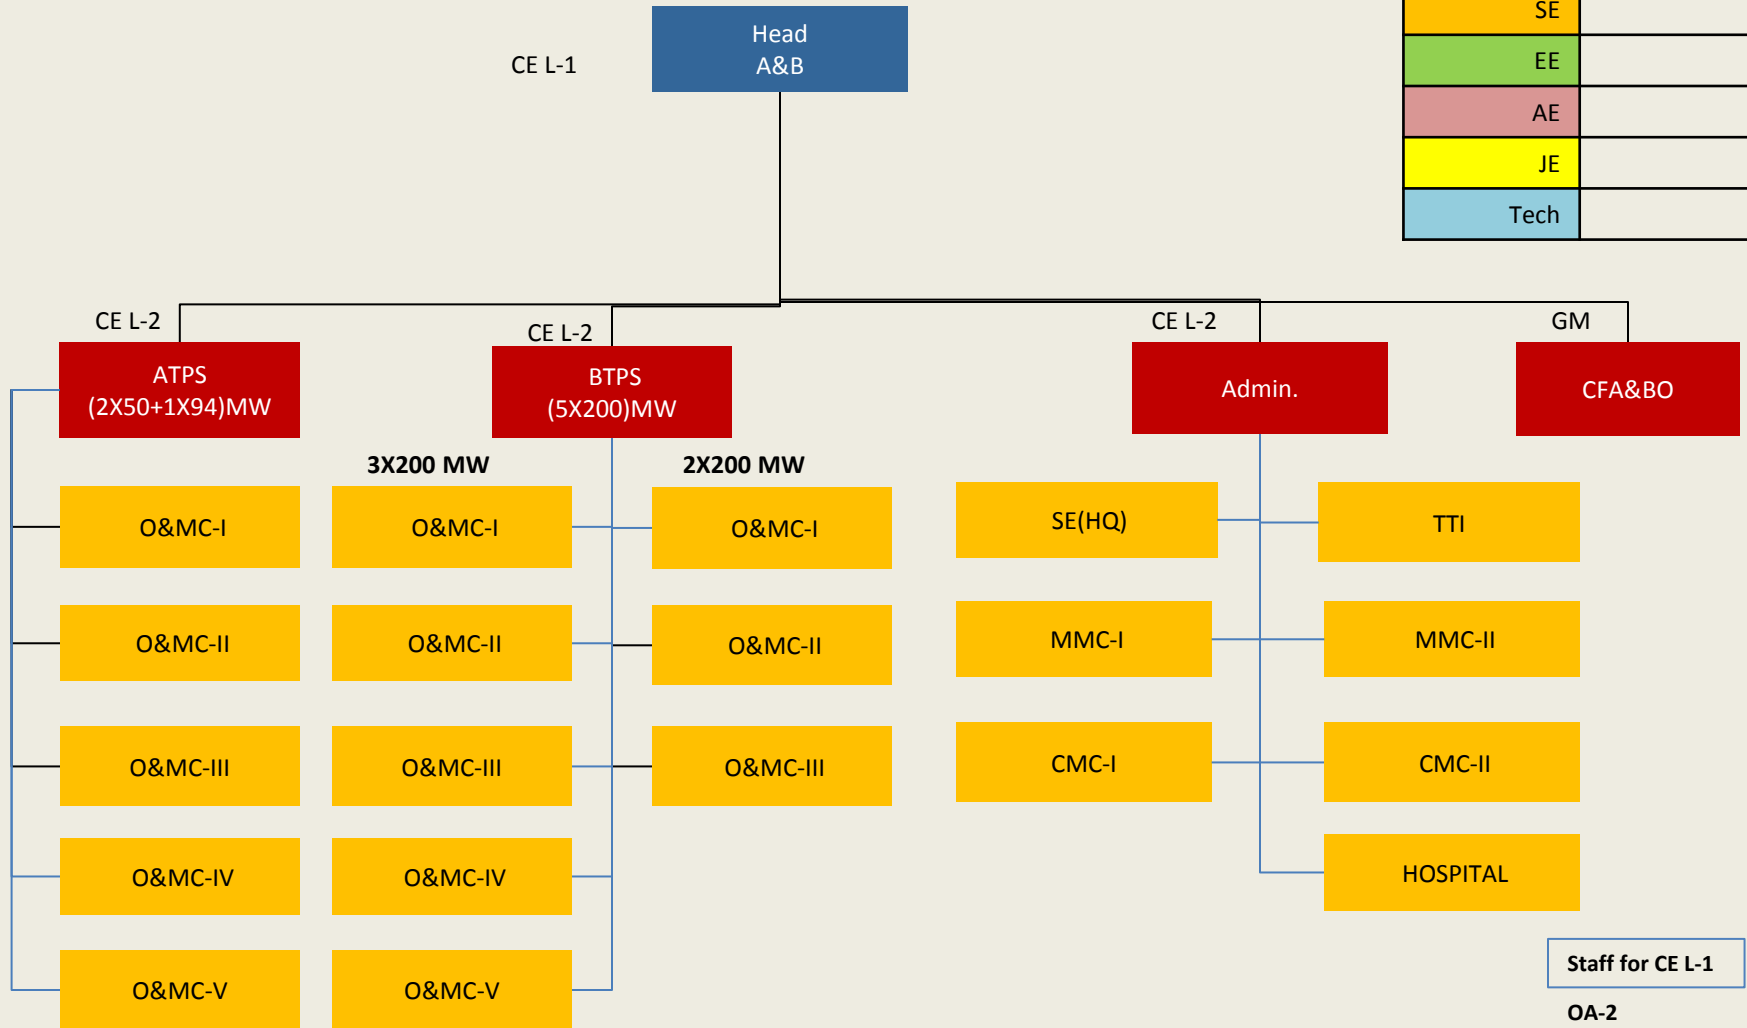 SE
EE
AE
JE
Tech
Head
A&B
CE L-1
CE L-2
CE L-2
CE L-2
GM
ATPS
(2X50+1X94)MW
BTPS
(5X200)MW
Admin.
CFA&BO
3X200 MW
2X200 MW
O&MC-I
O&MC-I
O&MC-I
SE(HQ)
TTI
O&MC-II
O&MC-II
O&MC-II
MMC-I
MMC-II
O&MC-III
O&MC-III
O&MC-III
CMC-I
CMC-II
O&MC-IV
O&MC-IV
HOSPITAL
O&MC-V
O&MC-V
Staff for CE L-1
OA-2